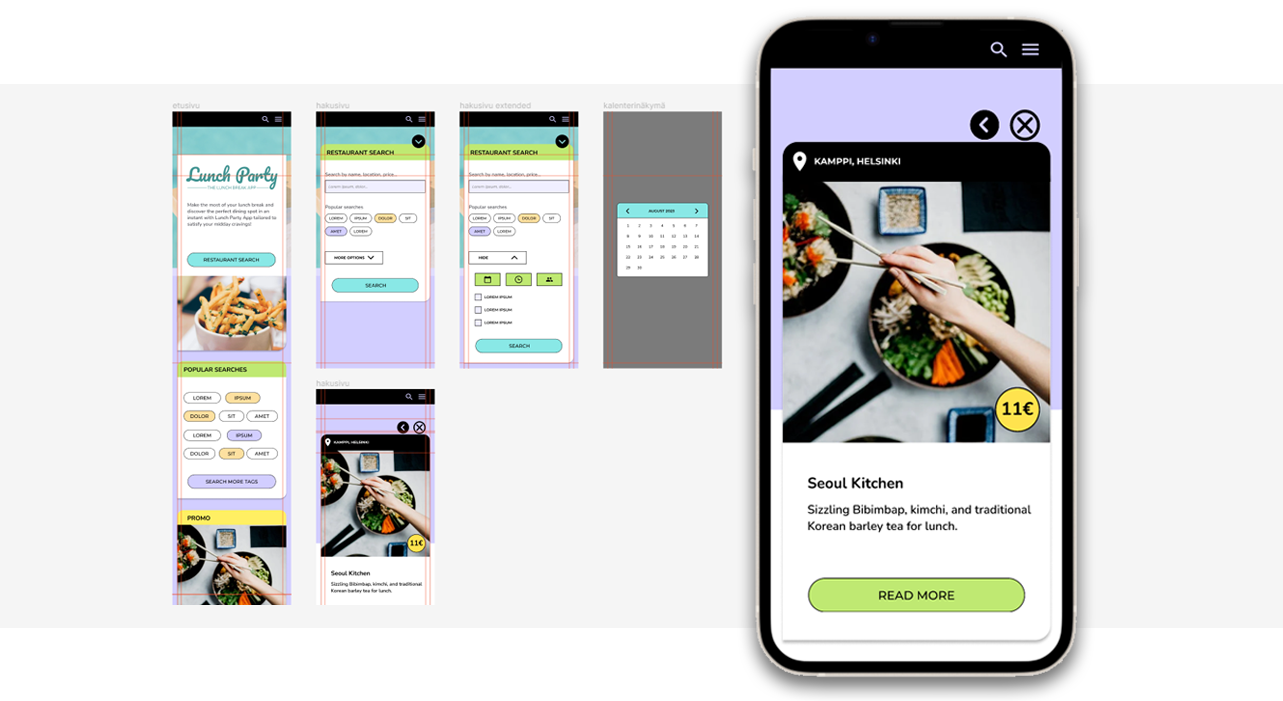 etusivu
Lunch Party
THE LUNCH BREAK APP
Make the most of your lunch break and
discover the perfect dining spot in an
instant with Lunch Party App tailored to
satisfy your midday cravings!
RESTAURANT SEARCH
POPULAR SEARCHES
LOREM IPSUM
DOLOR SIT AMET
LOREM IPSUM
DOLOR SIT AMET
SEARCH MORE TAGS
PROMO
hakusivu
RESTAURANT SEARCH
Search by name, location, price...
Lorem ipsum, dolor...
Popular searches
LOREM IPSUM DOLOR SIT
AMET LOREM
MORE OPTIONS
SEARCH
hakusivu extended
RESTAURANT SEARCH
Search by name, location, price...
Lorem ipsum, dolor...
Popular searches
LOREM IPSUM DOLOR SIT
AMET LOREM
HIDE
LOREM IPSUM
LOREM IPSUM
LOREM IPSUM
SEARCH
kalenterinäkymä
1 2 3 4 5 6 7
8 9 10 11 12 13 14
15 16 17 18 19 20 21
22 23 24 25 26 27 28
29 30
hakusivu
KAMPPI, HELSINKI
11€
Seoul Kitchen
Sizzling Bibimbap, kimchi, and traditional
Korean barley tea for lunch.
KAMPPI, HELSINKI
11€
Seoul Kitchen
Sizzling Bibimbap, kimchi, and traditional
Korean barley tea for lunch.
READ MORE